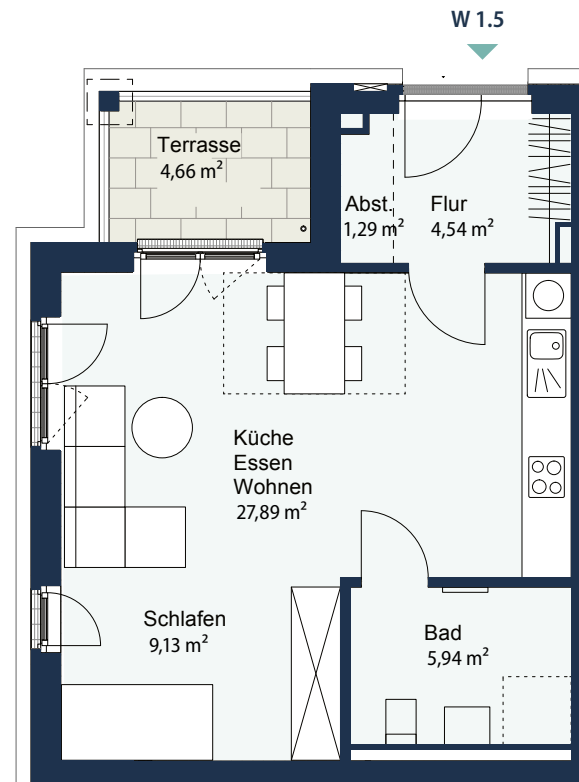 W 1.5
Terrasse
4,66 m²
Abst.
1,29 m²
Flur
4,54 m²
Küche
Essen
Wohnen
27,89 m²
Schlafen
9,13 m²
Bad
5,94 m²